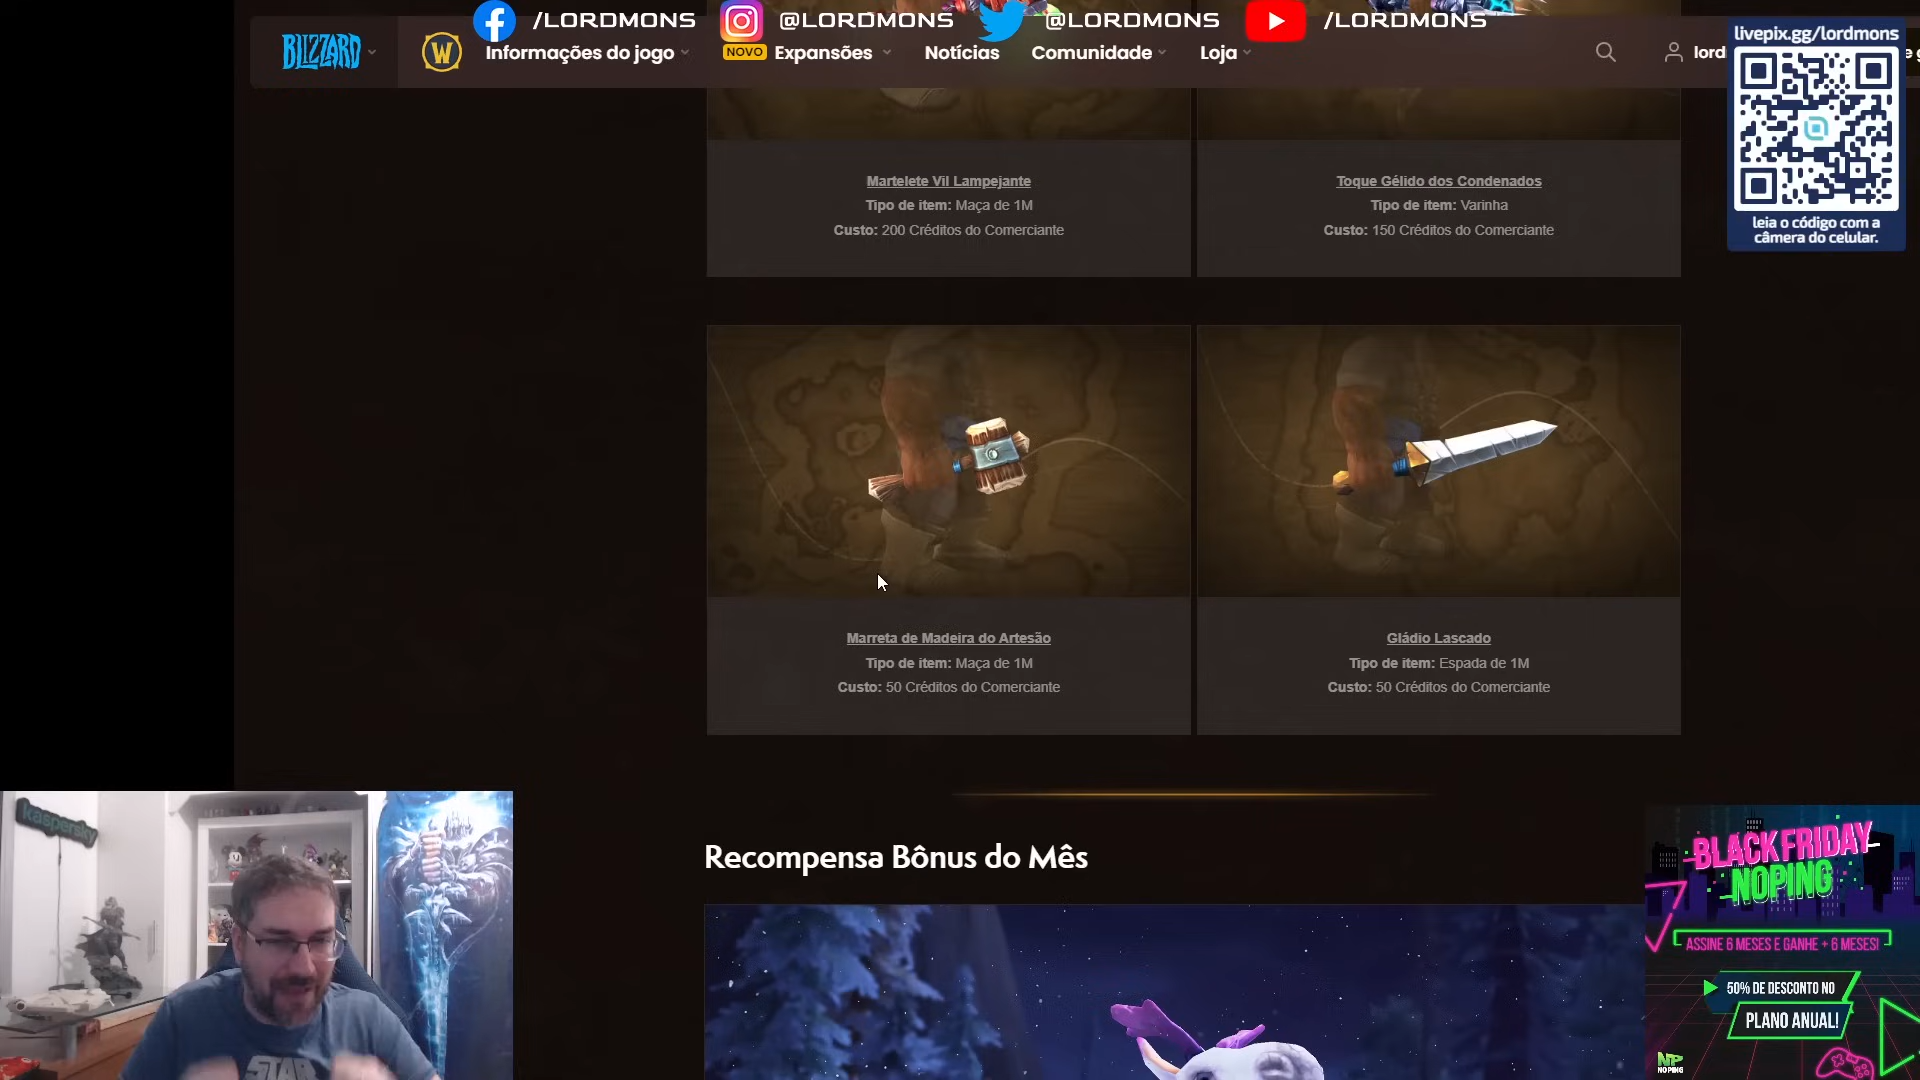 /LORDMONS
@LORDMONS
@LORDMONS
/LORDMONS
BLIZZARD
W
Informações do jogo
NOVO
Expansões
Notícias
Comunidade
Loja
livepix.gg/lordmons
leia o código com a
câmera do celular.
Martelete Vil Lampejante
Tipo de item: Maça de 1M
Custo: 200 Créditos do Comerciante
Toque Gélido dos Condenados
Tipo de item: Varinha
Custo: 150 Créditos do Comerciante
Marreta de Madeira do Artesão
Tipo de item: Maça de 1M
Custo: 50 Créditos do Comerciante
Gládio Lascado
Tipo de item: Espada de 1M
Custo: 50 Créditos do Comerciante
Recompensa Bônus do Mês
kaspersky
STAR
BLACK FRIDAY
NOPING
ASSINE 6 MESES E GANHE + 6 MESES!
50% DE DESCONTO NO
PLANO ANUAL!
NP
NOPING